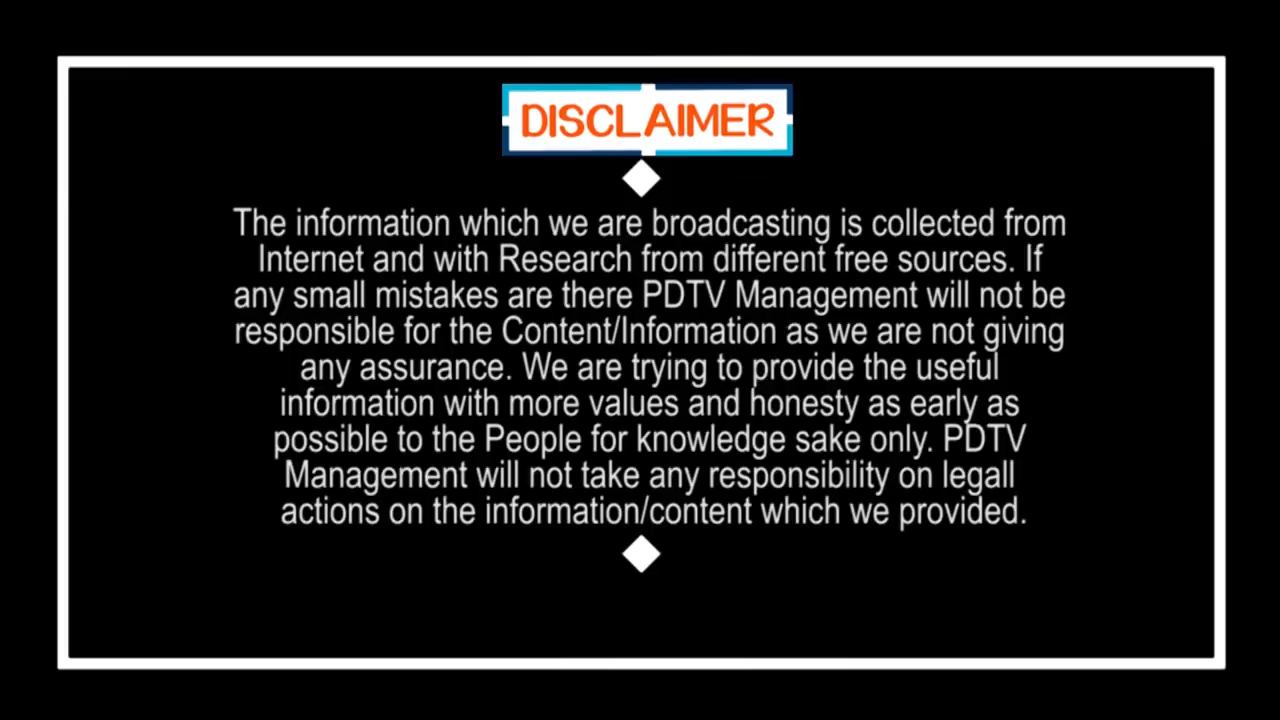 DISCLAIMER
The information which we are broadcasting is collected from
Internet and with Research from different free sources. If
any small mistakes are there PDTV Management will not be
responsible for the Content/Information as we are not giving
any assurance. We are trying to provide the useful
information with more values and honesty as early as
possible to the People for knowledge sake only. PDTV
Management will not take any responsibility on legall
actions on the information/content which we provided.